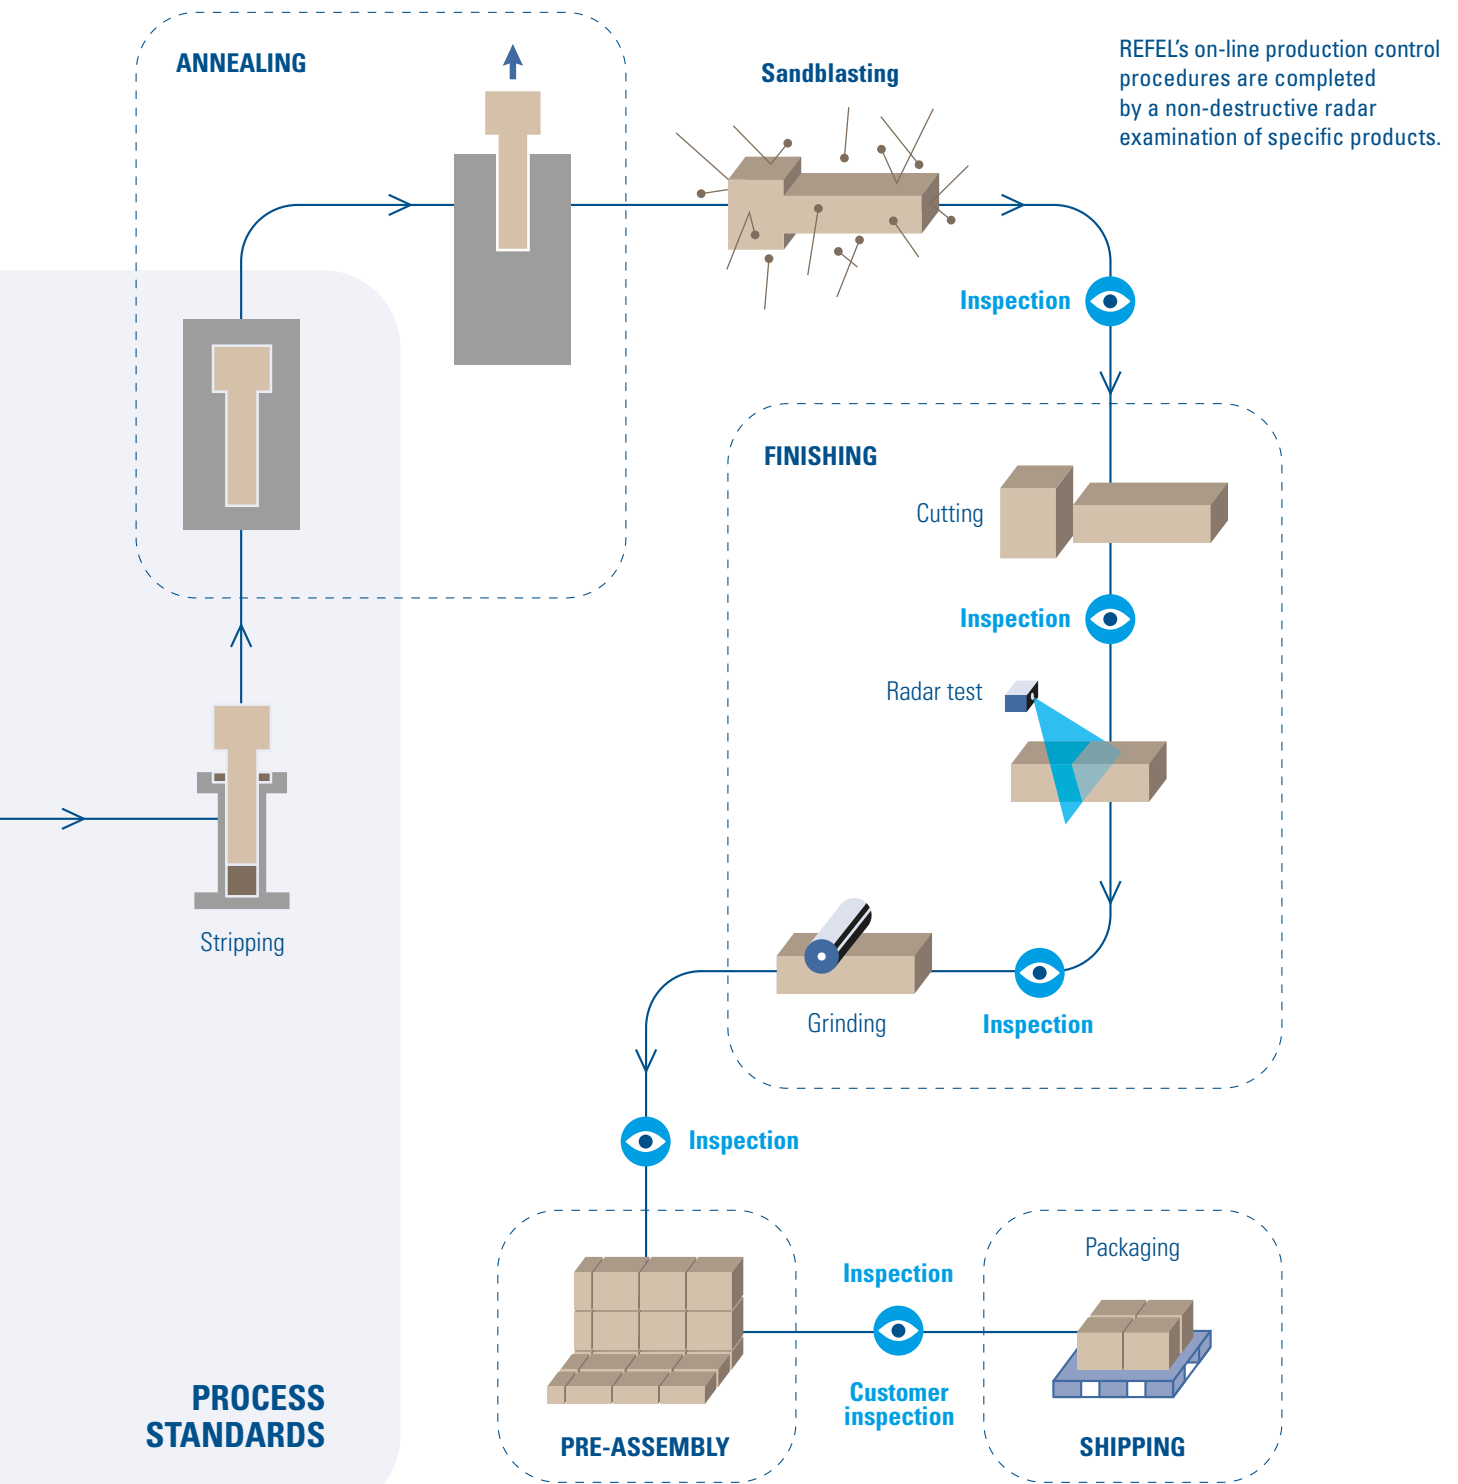 ANNEALING
Sandblasting
REFEL's on-line production control
procedures are completed
by a non-destructive radar
examination of specific products.
Inspection
FINISHING
Cutting
Inspection
Radar test
Stripping
Grinding
Inspection
Inspection
Packaging
Inspection
Customer
inspection
PROCESS
STANDARDS
PRE-ASSEMBLY
SHIPPING